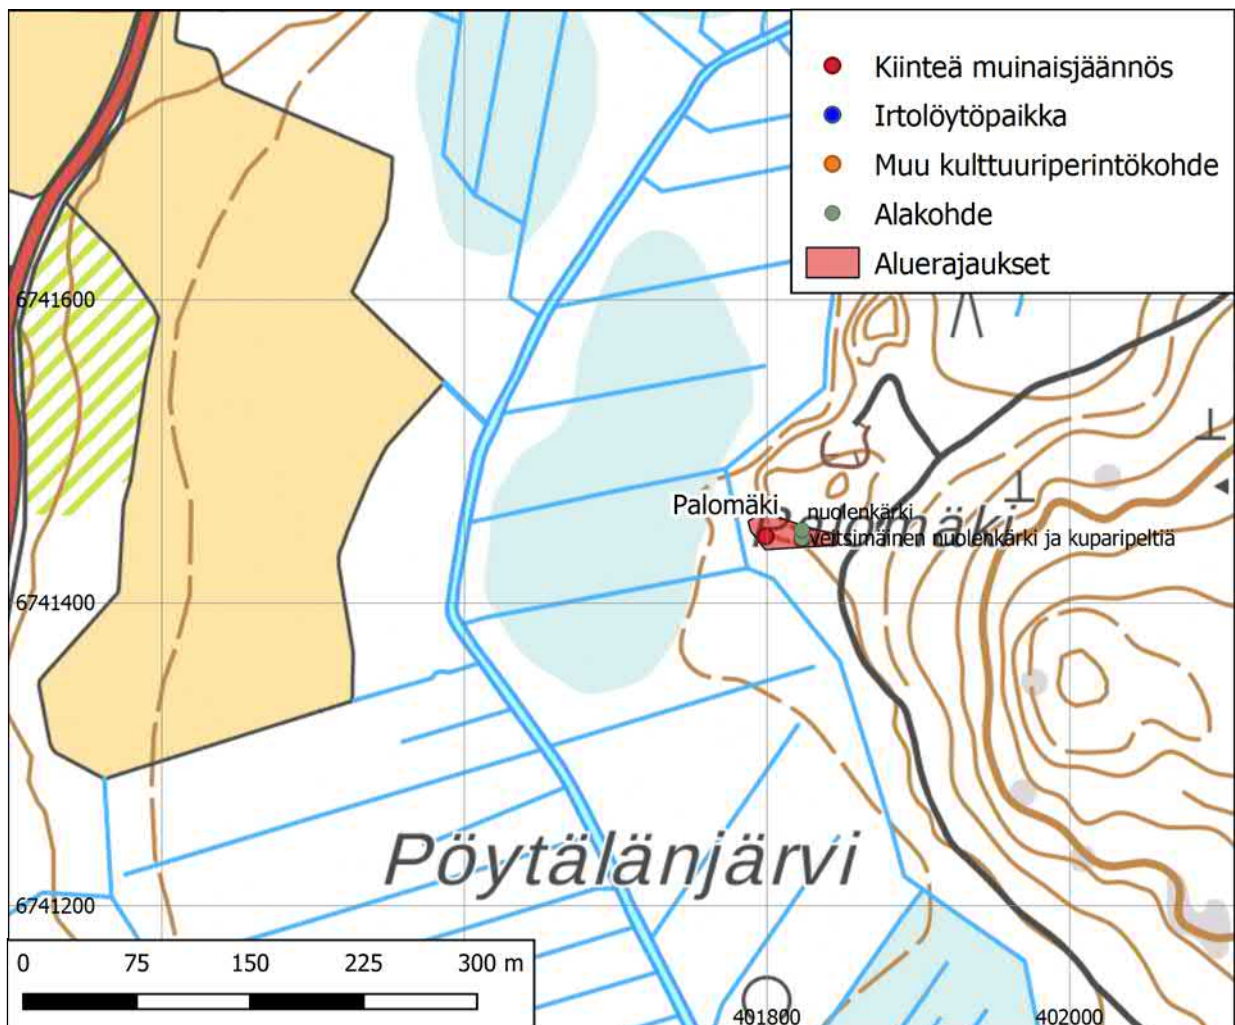 Kiinteä muinaisjäännös
Irtolöytöpaikka
Muu kulttuuriperintökohde
Alakohde
Aluerajaukset
6741600
Palomäki
nuolenkärki
Palomäki
veitsimäinen nuolenkärki ja kuparipeltiä
6741400
Pöytälänjärvi
6741200
0 75 150 225 300 m
401800 402000